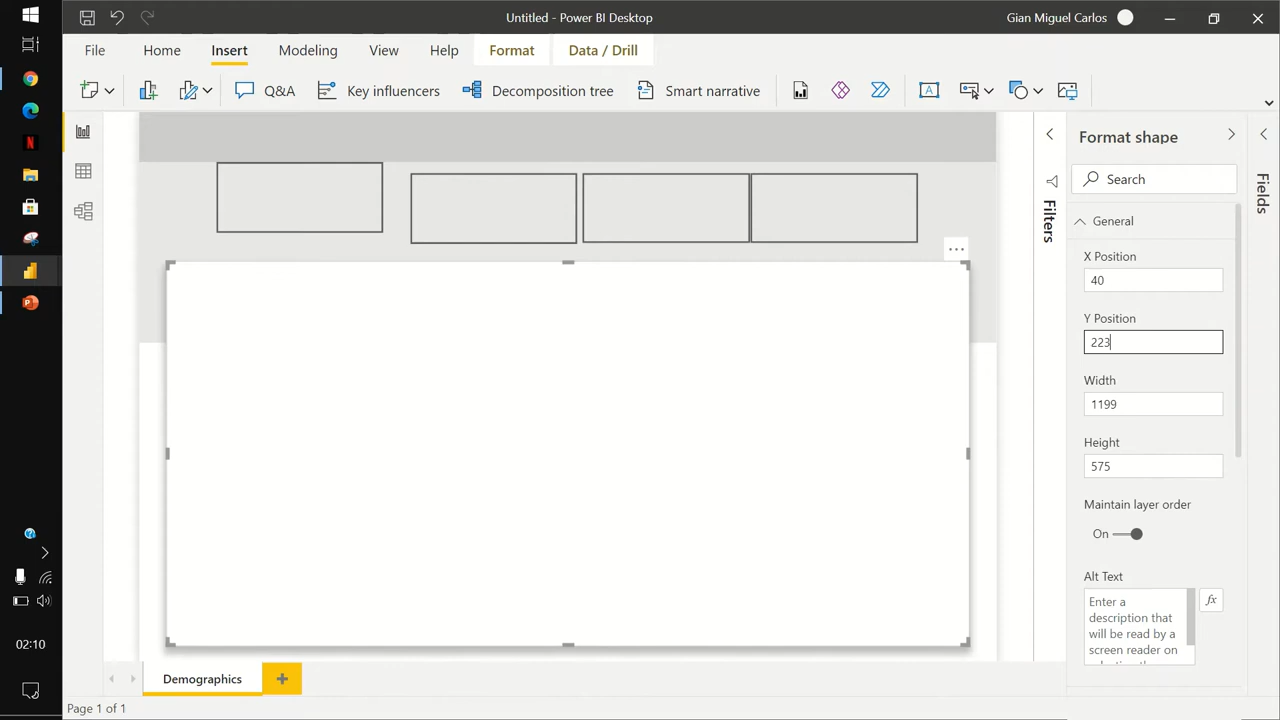 Untitled - Power BI Desktop
Gian Miguel Carlos
File
Home
Insert
Modeling
View
Help
Format
Data / Drill
Q&A
Key influencers
Decomposition tree
Smart narrative
A
Format shape
Search
Fields
Filters
General
X Position
40
Y Position
223
Width
1199
Height
575
Maintain layer order
On
Alt Text
Enter a
description that
will be read by a
screen reader on
fx
02:10
Demographics
Page 1 of 1